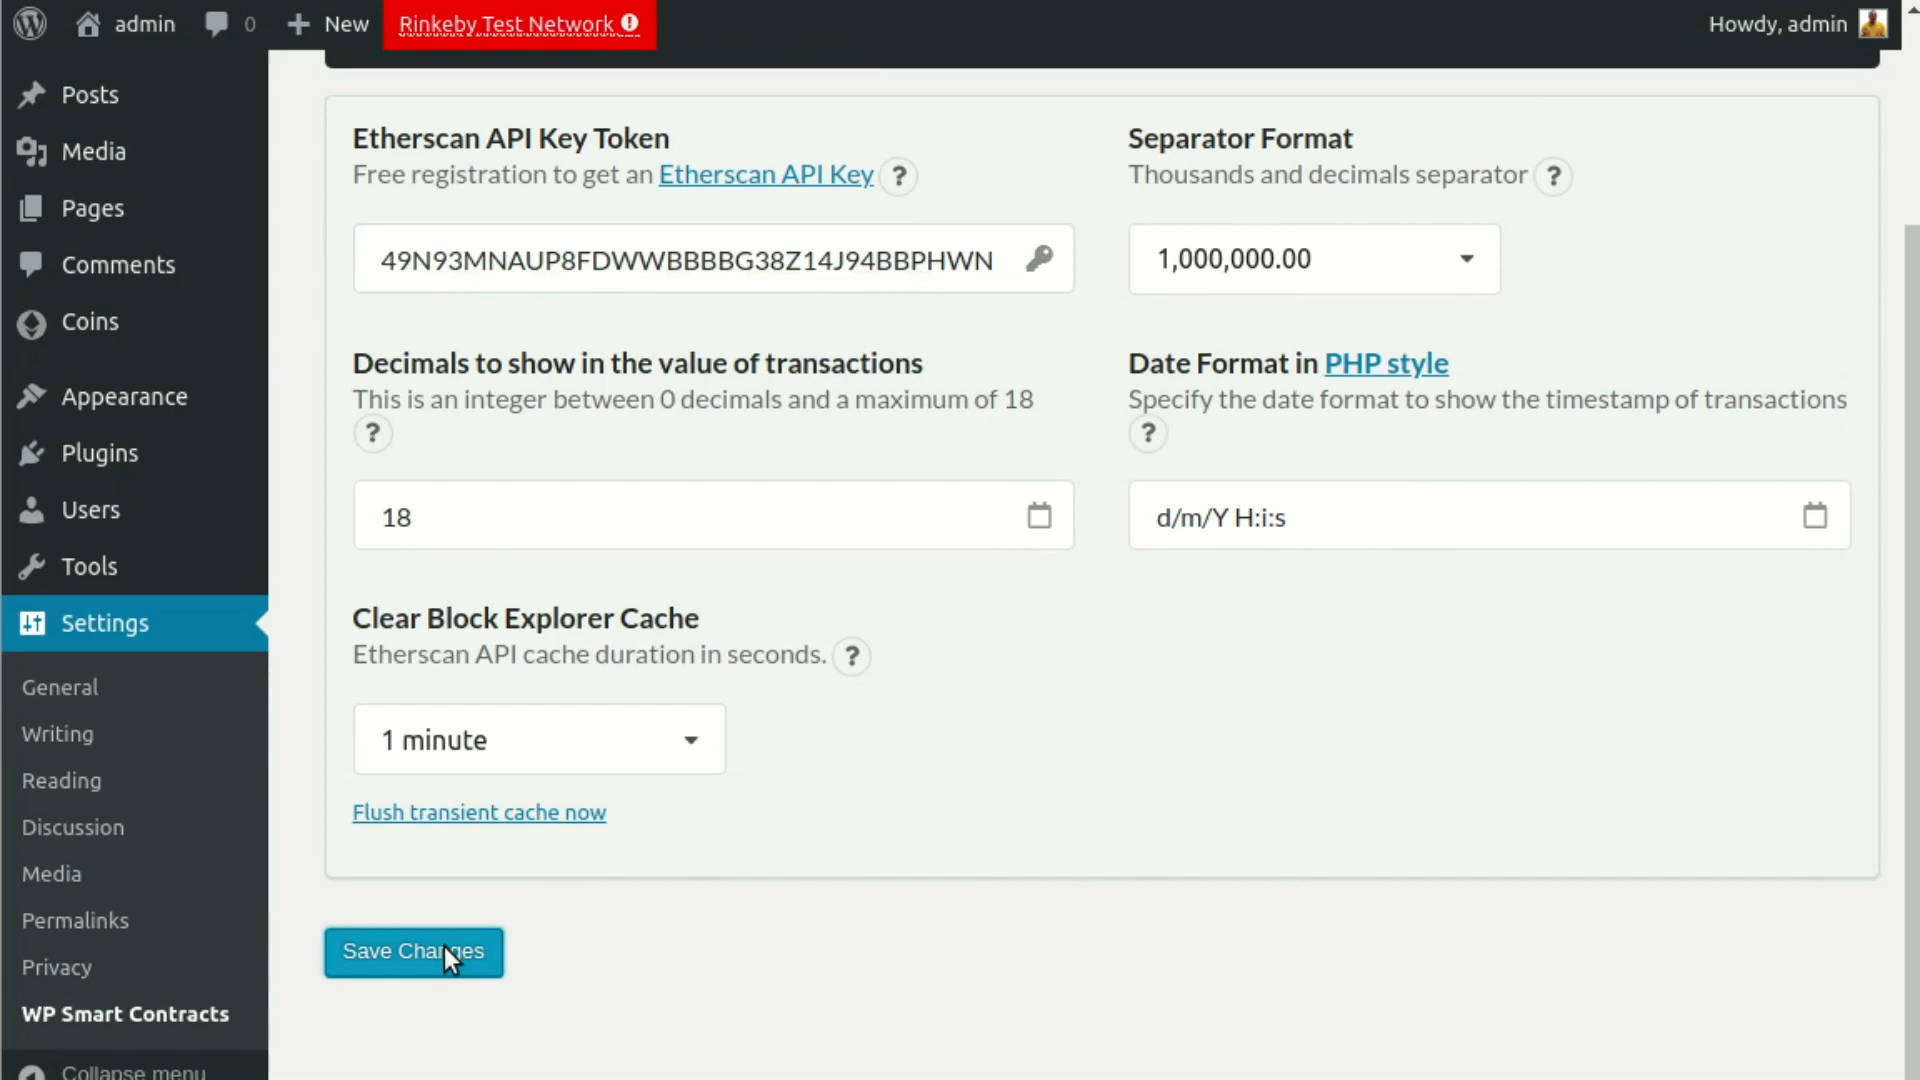 admin
0
New
Rinkeby Test Network
Howdy, admin
Posts
Media
Pages
Comments
Coins
Appearance
Plugins
Users
Tools
Settings
General
Writing
Reading
Discussion
Media
Permalinks
Privacy
WP Smart Contracts
Collapse menu
Etherscan API Key Token
Free registration to get an Etherscan API Key ?
49N93MNAUP8FDWWBBBBG38Z14J94BBPHWN
Separator Format
Thousands and decimals separator ?
1,000,000.00
Decimals to show in the value of transactions
This is an integer between 0 decimals and a maximum of 18
?
18
Date Format in PHP style
Specify the date format to show the timestamp of transactions
?
d/m/Y H:i:s
Clear Block Explorer Cache
Etherscan API cache duration in seconds. ?
1 minute
Flush transient cache now
Save Changes